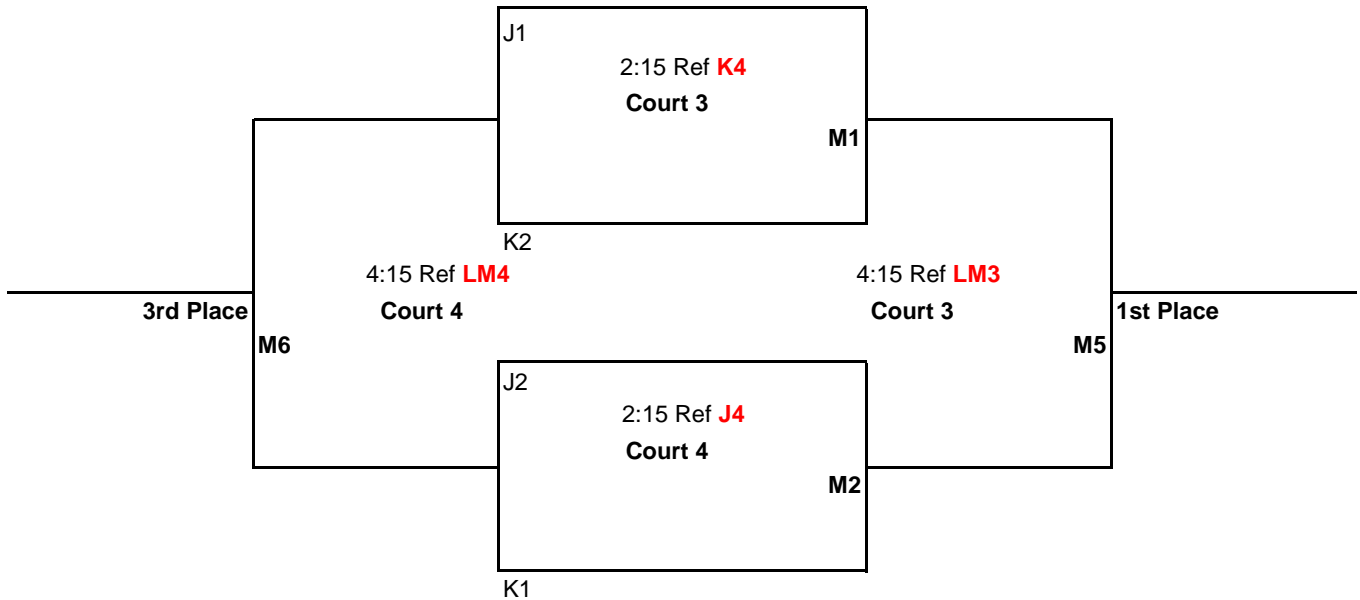 J1
2:15 Ref K4
Court 3
M1
K2
4:15 Ref LM4
4:15 Ref LM3
3rd Place
Court 4
Court 3
1st Place
M6
M5
J2
2:15 Ref J4
Court 4
M2
K1